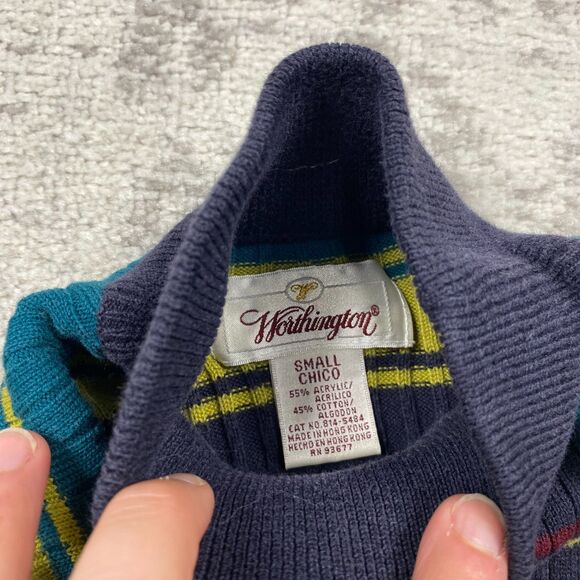 Worthington®
SMALL
CHICO
55% ACRYLIC/
ACRILICO
45% COTTON/
ALGODON
CAT NO. 814-5484
MADE IN HONG KONG
HECHO EN HONG KONG
RN 93677